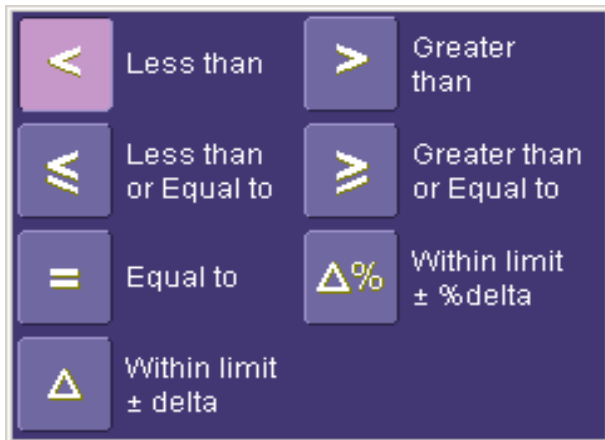 < Less than
> Greater
than
≤ Less than
or Equal to
≥ Greater than
or Equal to
= Equal to
Δ% Within limit
± %delta
Δ Within limit
± delta